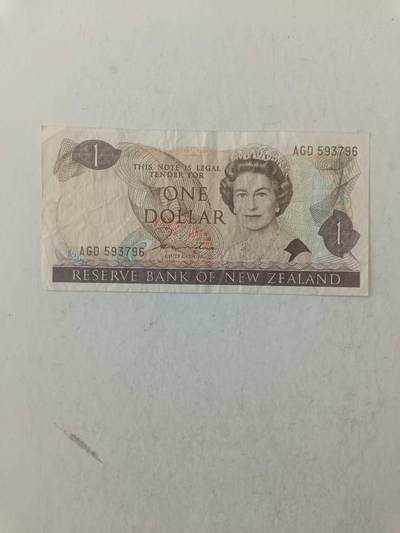 1
AGD 593796
THIS NOTE IS LEGAL
TENDER FOR
ONE
DOLLAR
1
AGD 593796
RESERVE BANK OF NEW ZEALAND